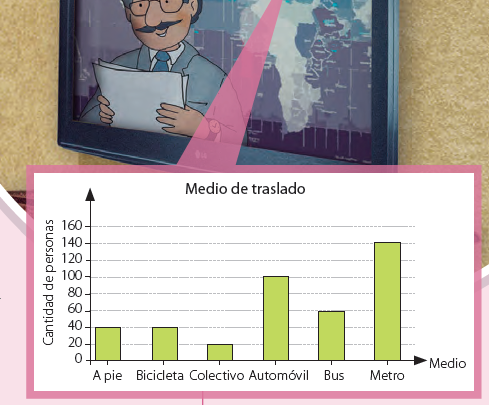 Medio de traslado
Cantidad de personas
160
140
120
100
80
60
40
20
0
A pie Bicicleta Colectivo Automóvil Bus Metro
Medio